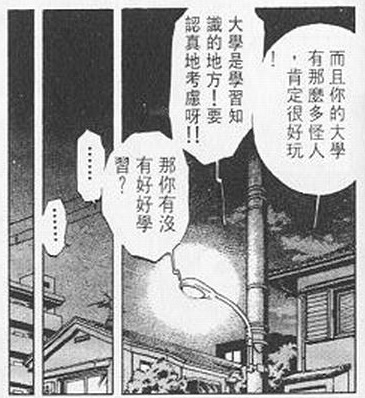 而且你的大學
有那麼多怪人
，肯定很好玩
！
大學是學習知
識的地方！要
認真地考慮呀!!
那你有沒
有好好學
習？
……
……